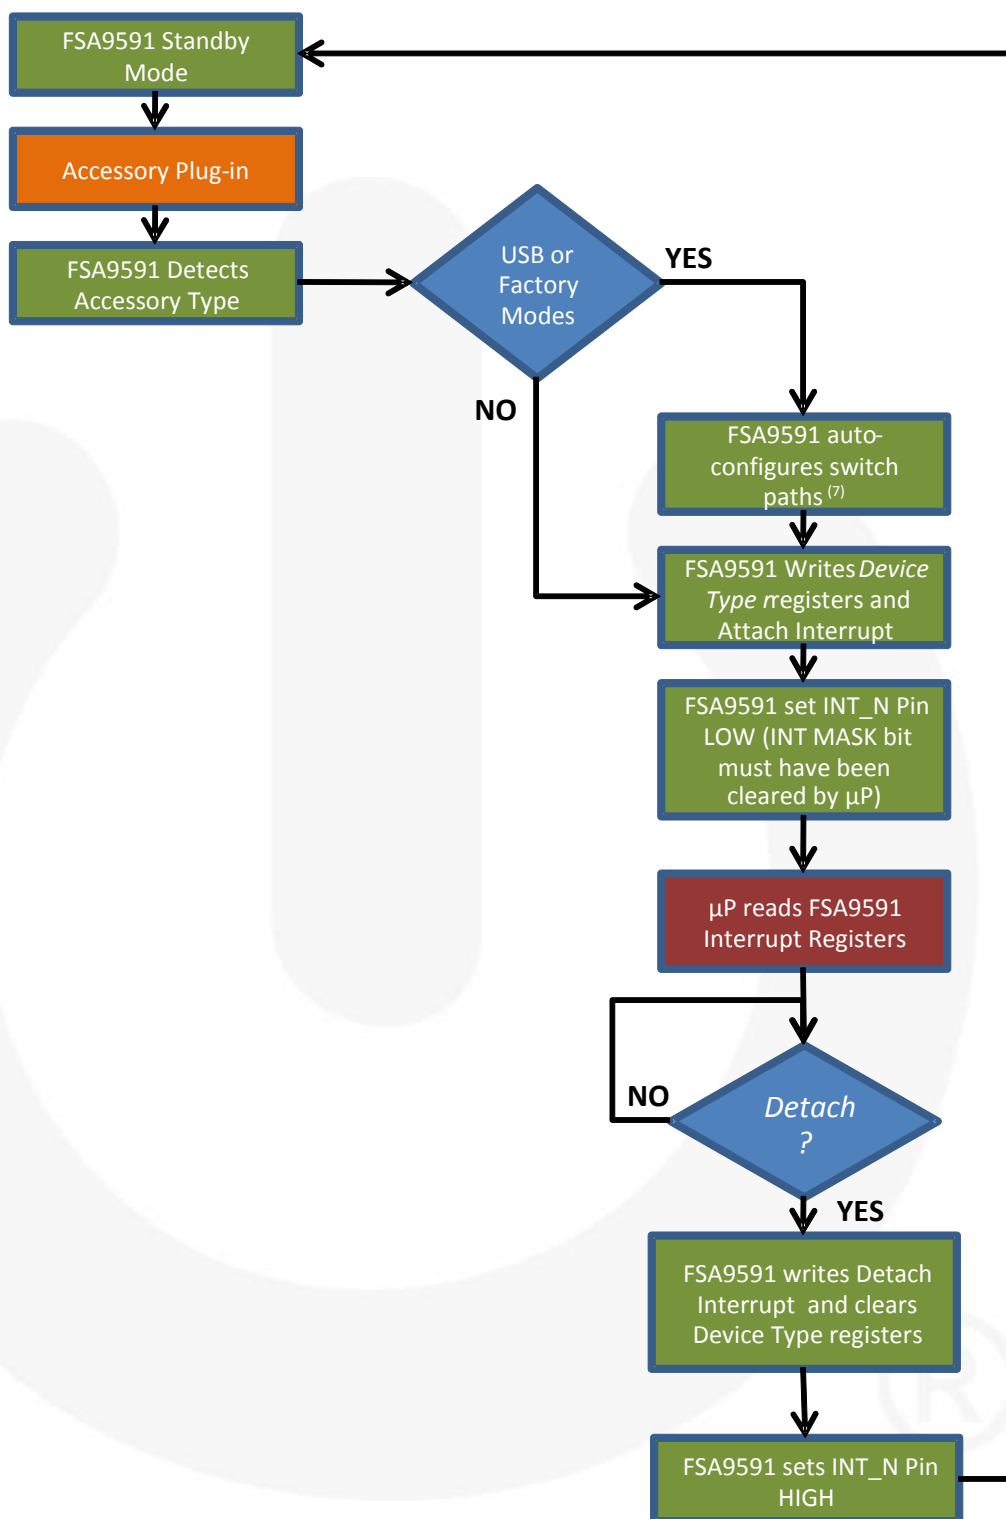 FSA9591 Standby
Mode
Accessory Plug-in
FSA9591 Detects
Accessory Type
USB or
Factory
Modes
YES
NO
FSA9591 auto-
configures switch
paths (7)
FSA9591 Writes Device
Type rregisters and
Attach Interrupt
FSA9591 set INT_N Pin
LOW (INT MASK bit
must have been
cleared by µP)
µP reads FSA9591
Interrupt Registers
NO
Detach
?
YES
FSA9591 writes Detach
Interrupt and clears
Device Type registers
FSA9591 sets INT_N Pin
HIGH
®